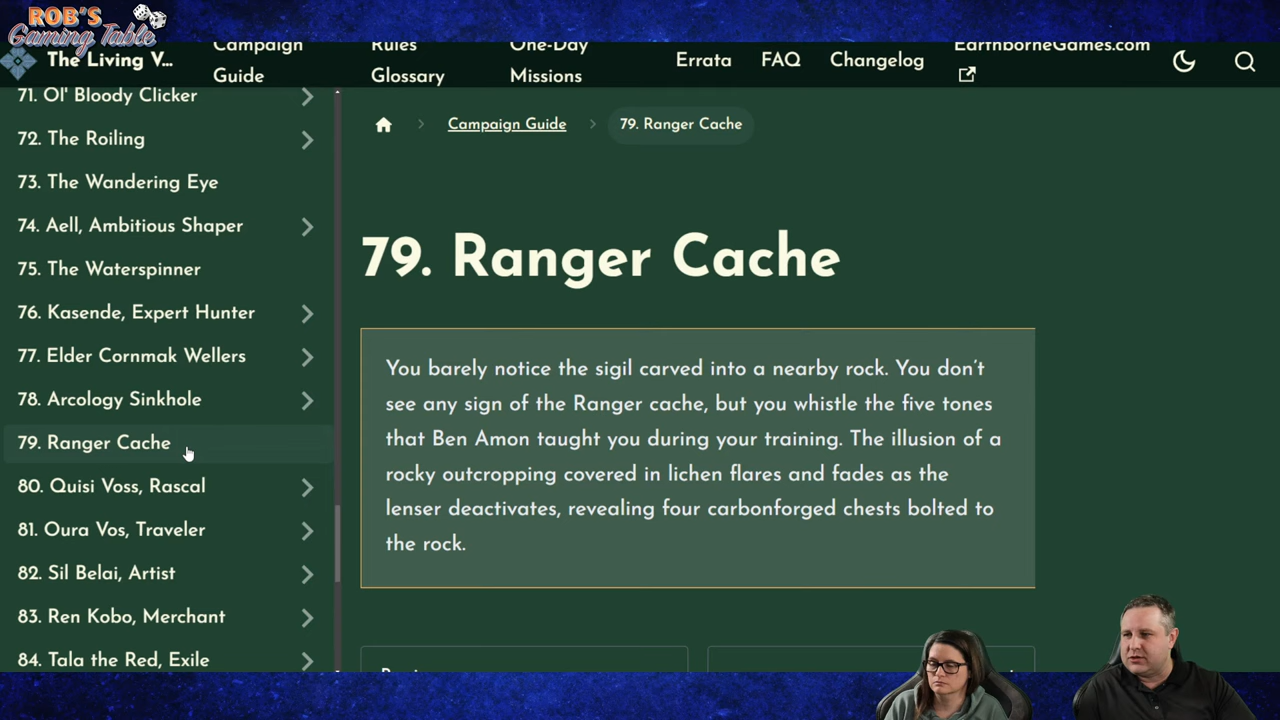 ROB'S
Gaming Table
The Living V...
Campaign
Guide
Rules
Glossary
One-Day
Missions
Errata
FAQ
Changelog
EarthborneGames.com
71. Ol' Bloody Clicker
72. The Roiling
73. The Wandering Eye
74. Aell, Ambitious Shaper
75. The Waterspinner
76. Kasende, Expert Hunter
77. Elder Cornmak Wellers
78. Arcology Sinkhole
79. Ranger Cache
80. Quisi Voss, Rascal
81. Oura Vos, Traveler
82. Sil Belai, Artist
83. Ren Kobo, Merchant
84. Tala the Red, Exile
Campaign Guide
79. Ranger Cache
79. Ranger Cache
You barely notice the sigil carved into a nearby rock. You don't
see any sign of the Ranger cache, but you whistle the five tones
that Ben Amon taught you during your training. The illusion of a
rocky outcropping covered in lichen flares and fades as the
lenser deactivates, revealing four carbonforged chests bolted to
the rock.